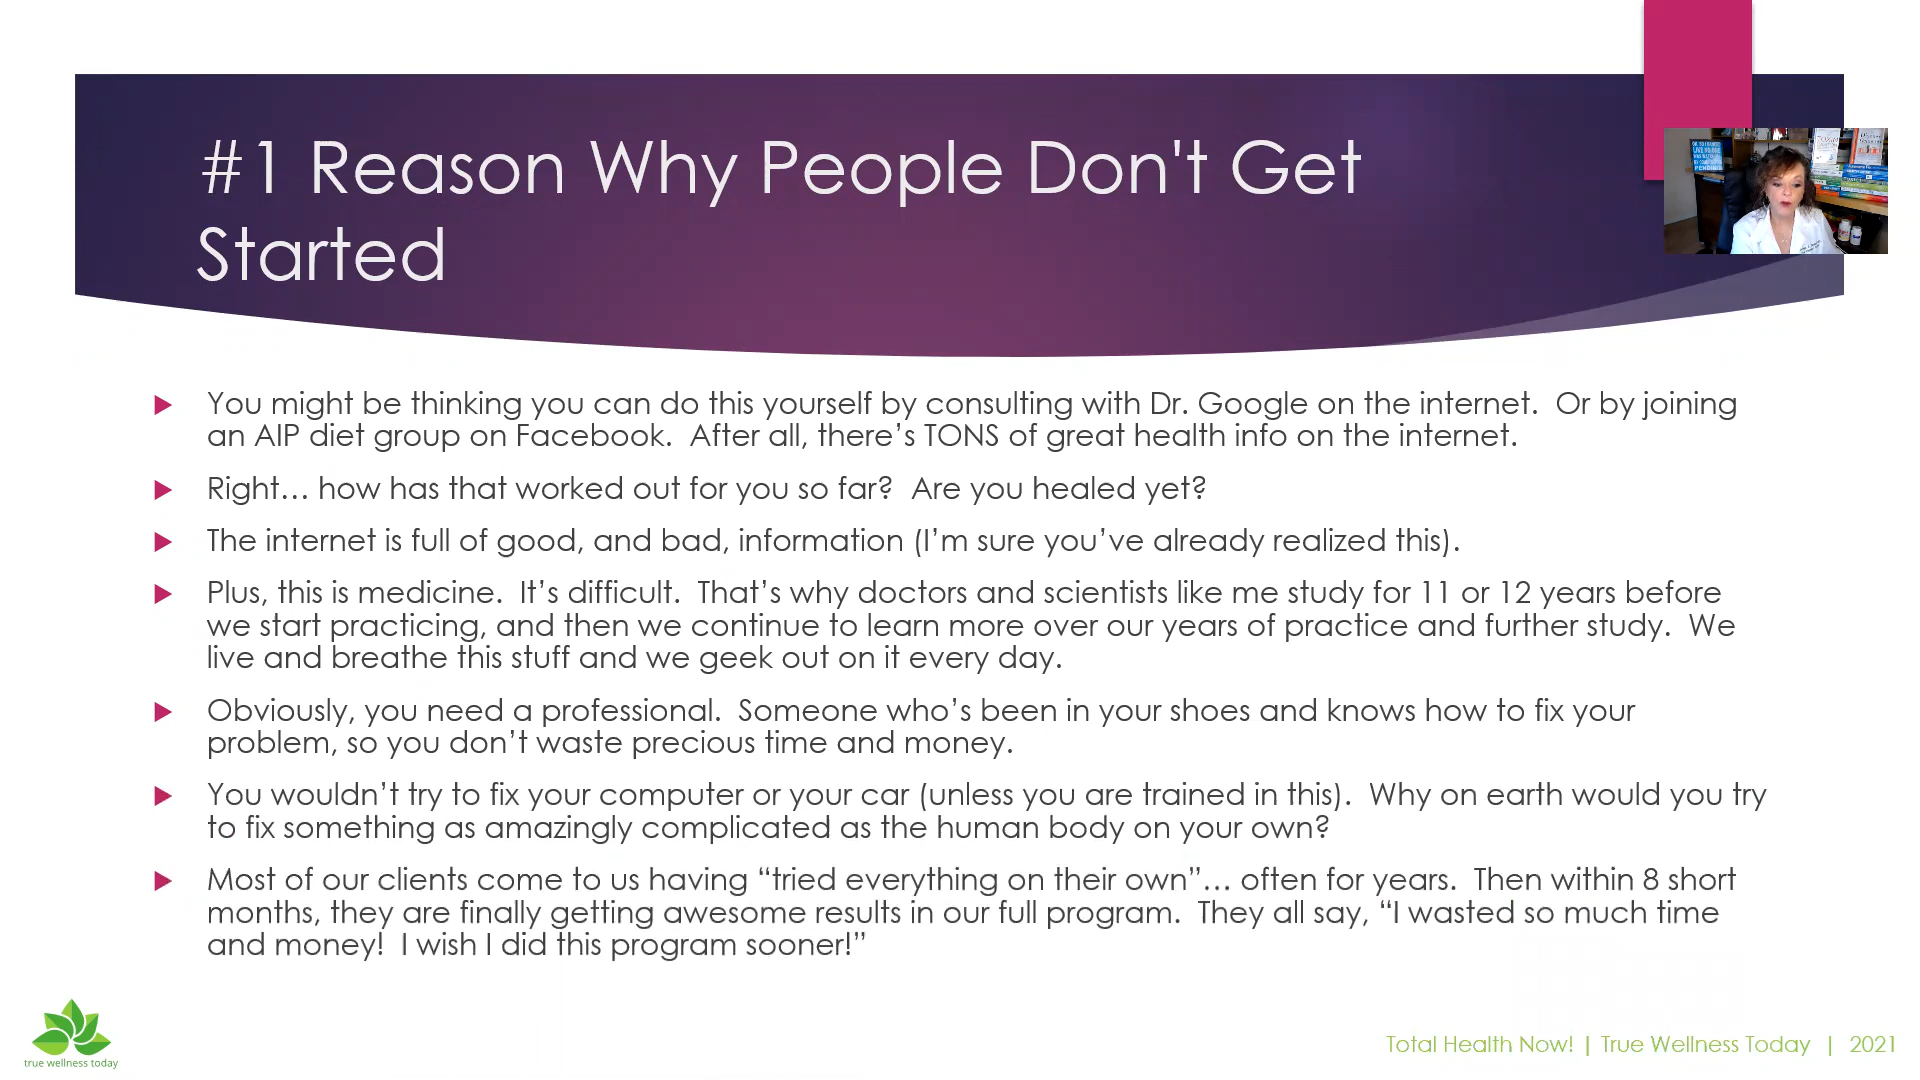 #1 Reason Why People Don't Get
Started
You might be thinking you can do this yourself by consulting with Dr. Google on the internet.  Or by joining
an AIP diet group on Facebook.  After all, there’s TONS of great health info on the internet.
Right… how has that worked out for you so far?  Are you healed yet?
The internet is full of good, and bad, information (I’m sure you’ve already realized this).
Plus, this is medicine.  It’s difficult.  That’s why doctors and scientists like me study for 11 or 12 years before
we start practicing, and then we continue to learn more over our years of practice and further study.  We
live and breathe this stuff and we geek out on it every day.
Obviously, you need a professional.  Someone who’s been in your shoes and knows how to fix your
problem, so you don’t waste precious time and money.
You wouldn’t try to fix your computer or your car (unless you are trained in this).  Why on earth would you try
to fix something as amazingly complicated as the human body on your own?
Most of our clients come to us having “tried everything on their own”… often for years.  Then within 8 short
months, they are finally getting awesome results in our full program.  They all say, “I wasted so much time
and money!  I wish I did this program sooner!”
true wellness today
Total Health Now! | True Wellness Today | 2021